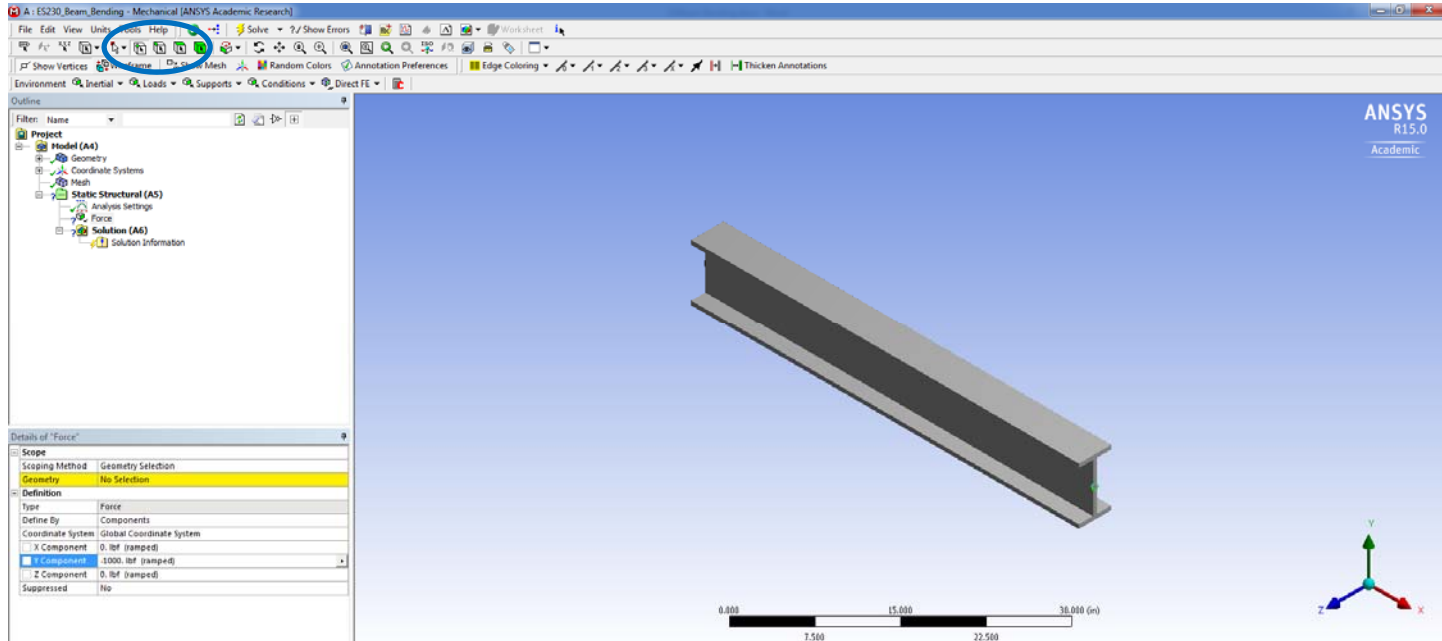 A : ES230_Beam_Bending - Mechanical [ANSYS Academic Research]
File Edit View Units Tools Help Solve ?/ Show Errors Worksheet
Show Vertices Wireframe Show Mesh Random Colors Annotation Preferences Edge Coloring Thicken Annotations
Environment Inertial Loads Supports Conditions Direct FE
Outline
Filter: Name
Project
Model (A4)
Geometry
Coordinate Systems
Mesh
Static Structural (A5)
Analysis Settings
Force
Solution (A6)
Solution Information
ANSYS
R15.0
Academic
Details of "Force"
Scope
Scoping Method Geometry Selection
Geometry No Selection
Definition
Type Force
Define By Components
Coordinate System Global Coordinate System
X Component 0. lbf (ramped)
Y Component -1000. lbf (ramped)
Z Component 0. lbf (ramped)
Suppressed No
0.000 15.000 30.000 (in)
7.500 22.500
Y
Z X